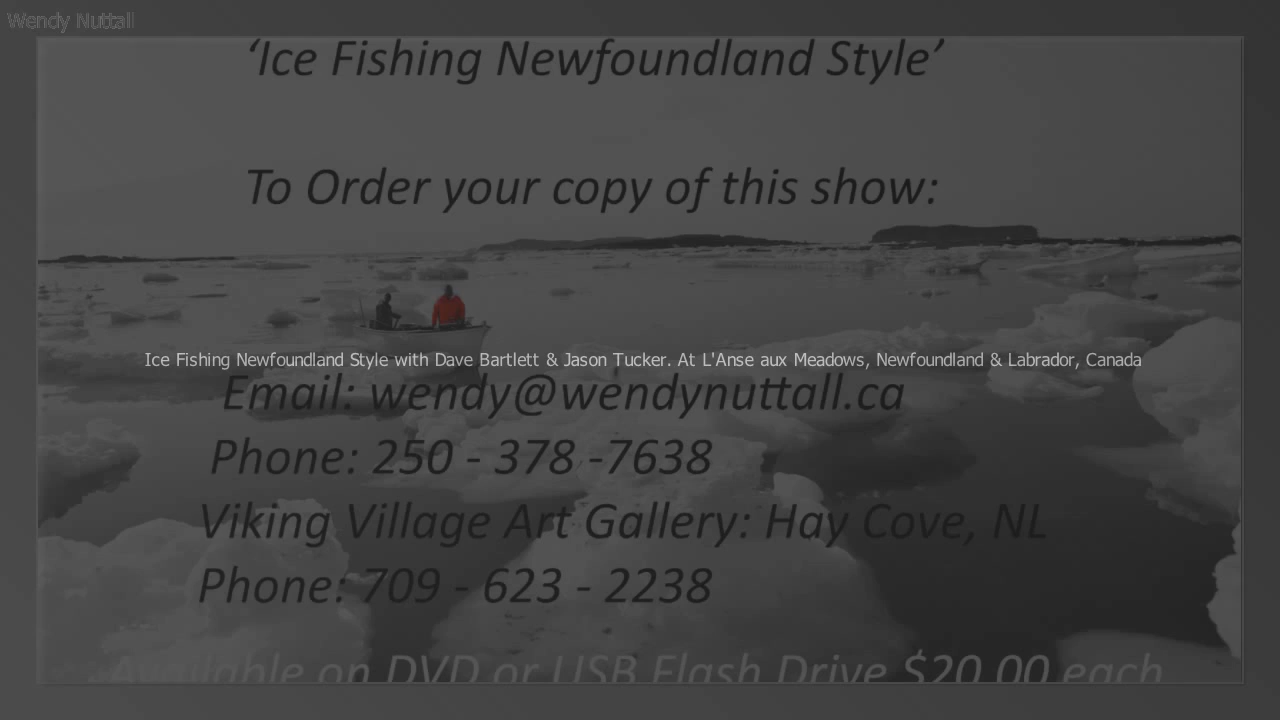 Wendy Nuttall
‘Ice Fishing Newfoundland Style’
To Order your copy of this show:
Ice Fishing Newfoundland Style with Dave Bartlett & Jason Tucker. At L'Anse aux Meadows, Newfoundland & Labrador, Canada
Email: wendy@wendynuttall.ca
Phone: 250 - 378 -7638
Viking Village Art Gallery: Hay Cove, NL
Phone: 709 - 623 - 2238
Available on DVD or USB Flash Drive $20.00 each